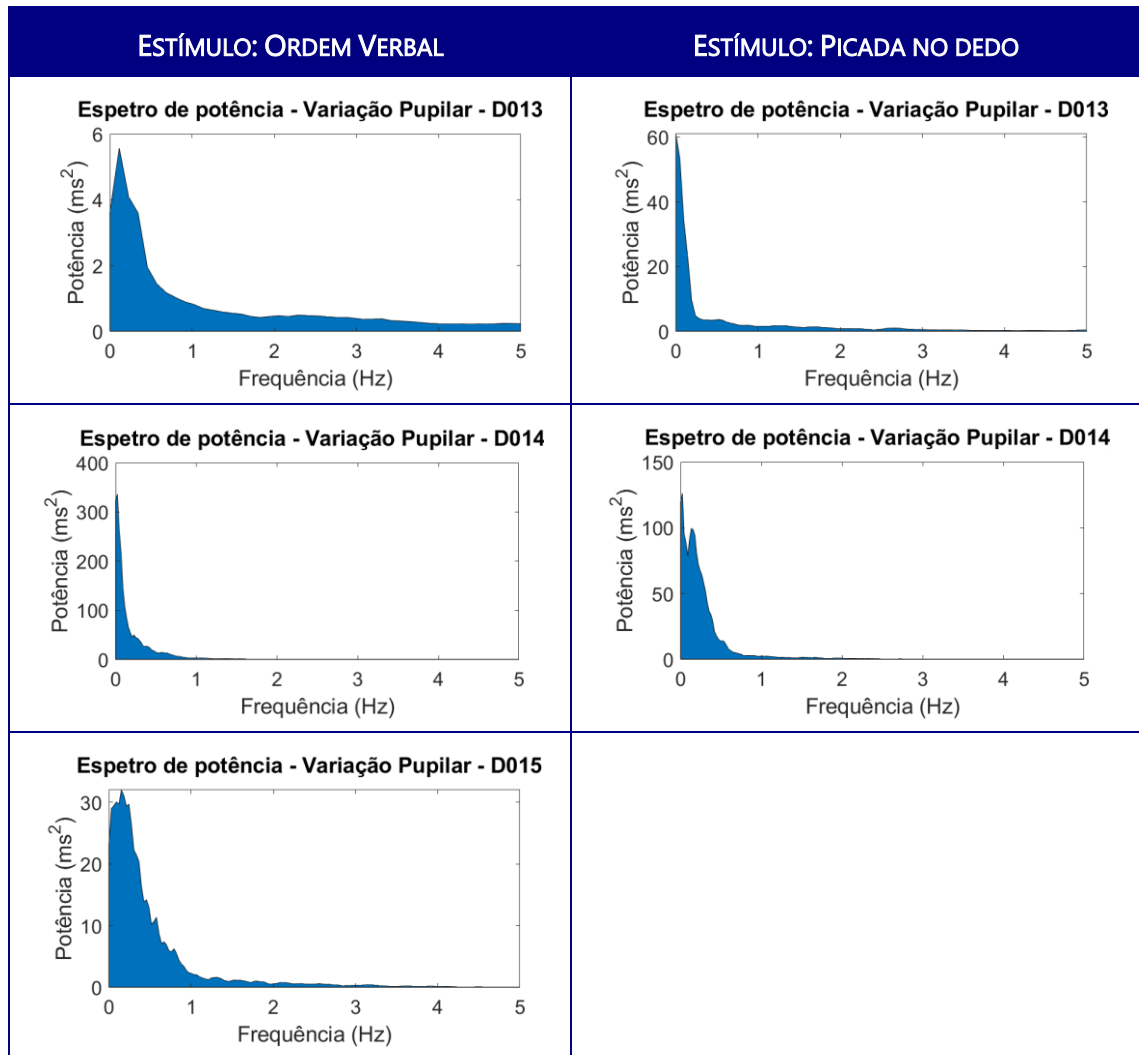 ESTÍMULO: ORDEM VERBAL
ESTÍMULO: PICADA NO DEDO
Espetro de potência - Variação Pupilar - D013
6
4
2
0
Potência (ms²)
0 1 2 3 4 5
Frequência (Hz)
Espetro de potência - Variação Pupilar - D013
60
40
20
0
Potência (ms²)
0 1 2 3 4 5
Frequência (Hz)
Espetro de potência - Variação Pupilar - D014
400
300
200
100
0
Potência (ms²)
0 1 2 3 4 5
Frequência (Hz)
Espetro de potência - Variação Pupilar - D014
150
100
50
0
Potência (ms²)
0 1 2 3 4 5
Frequência (Hz)
Espetro de potência - Variação Pupilar - D015
30
20
10
0
Potência (ms²)
0 1 2 3 4 5
Frequência (Hz)